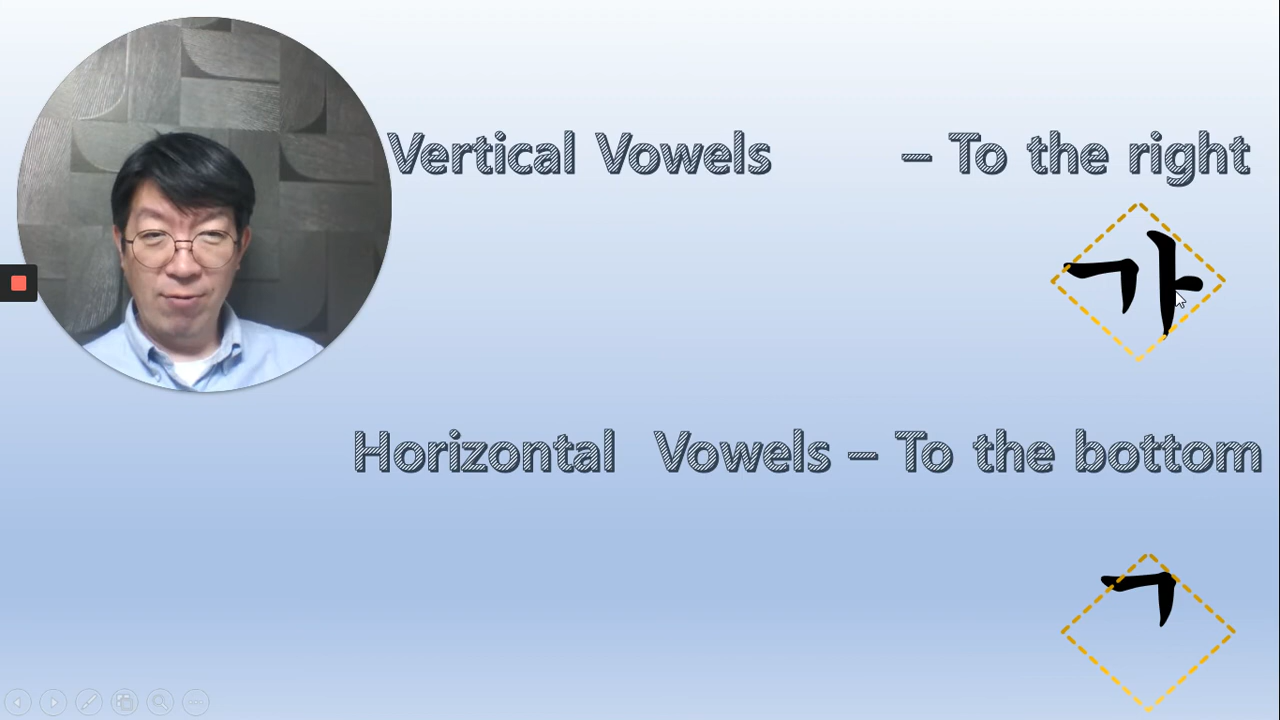 Vertical Vowels – To the right
가
Horizontal Vowels – To the bottom
ㄱ